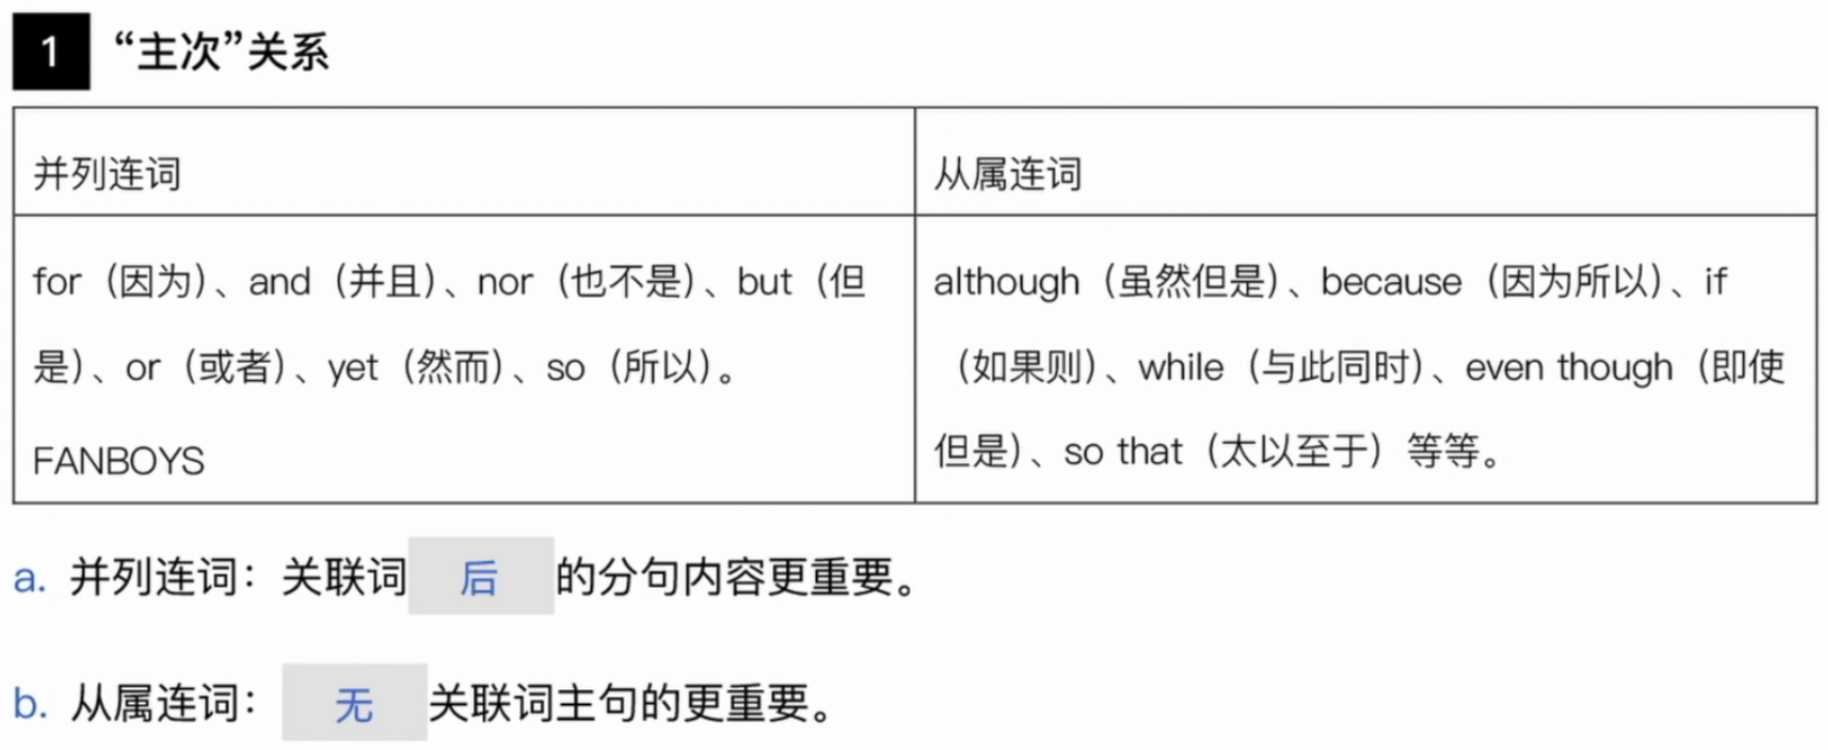 1 “主次”关系
并列连词
从属连词
for（因为）、and（并且）、nor（也不是）、but（但
是）、or（或者）、yet（然而）、so（所以）。
FANBOYS
although（虽然但是）、because（因为所以）、if
（如果则）、while（与此同时）、even though（即使
但是）、so that（太以至于）等等。
a. 并列连词：关联词 后 的分句内容更重要。
b. 从属连词： 无 关联词主句的更重要。